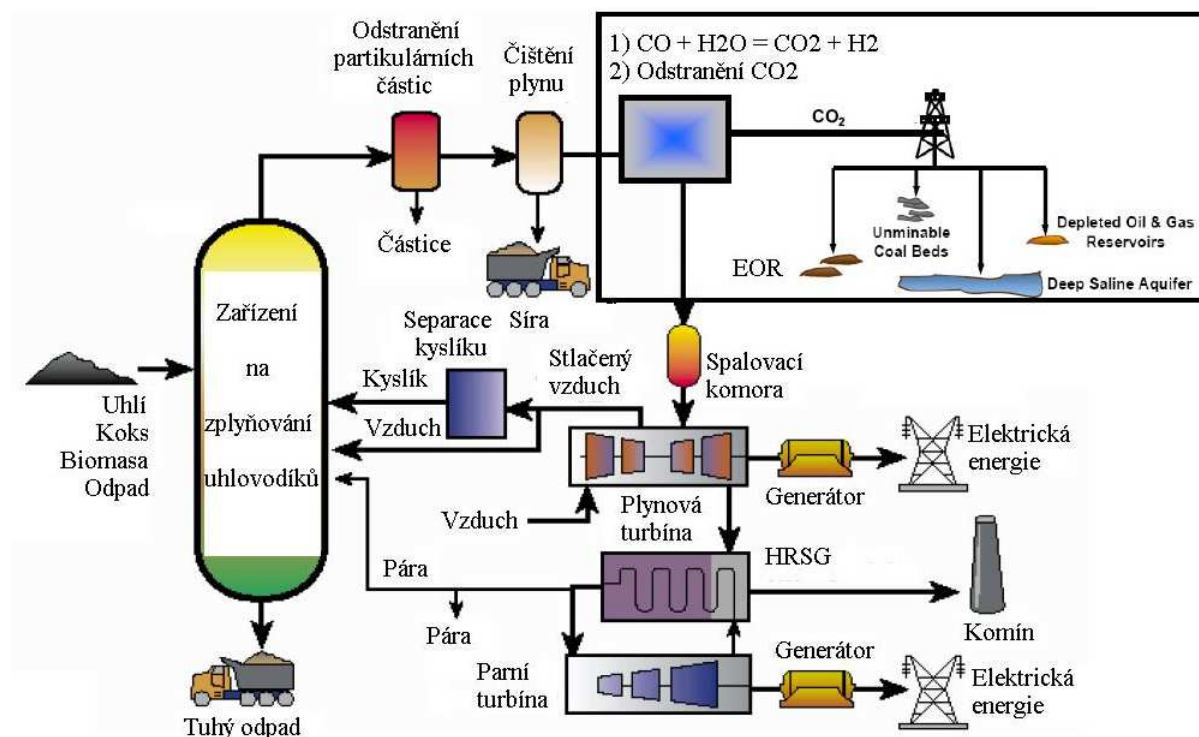 Odstranění
partikulárních
částic
Čištění
plynu
1) CO + H2O = CO2 + H2
2) Odstranění CO2
CO₂
Částice
Síra
Unminable
Coal Beds
Depleted Oil & Gas
Reservoirs
EOR
Deep Saline Aquifer
Zařízení
na
zplyňování
uhlovodíků
Uhlí
Koks
Biomasa
Odpad
Separace
kyslíku
Kyslík
Vzduch
Stlačený
vzduch
Spalovací
komora
Vzduch
Plynová
turbína
Generátor
Elektrická
energie
HRSG
Pára
Pára
Komín
Parní
turbína
Generátor
Elektrická
energie
Tuhý odpad